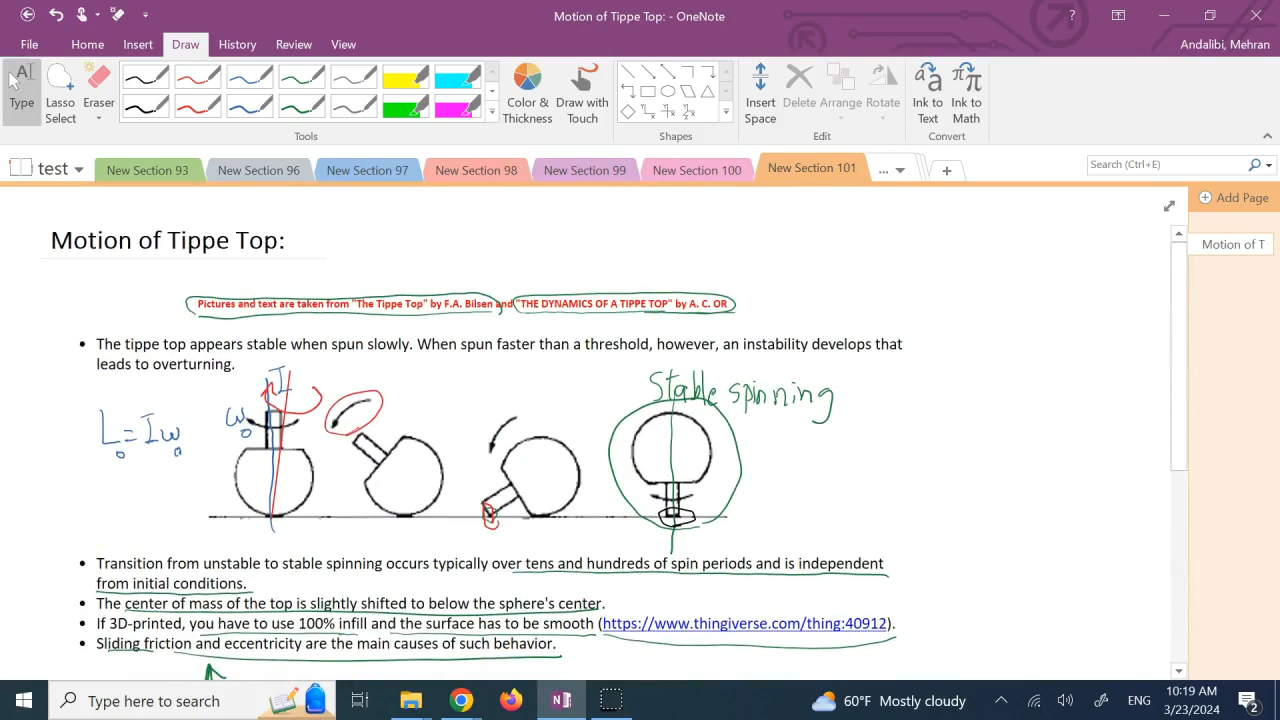 Motion of Tippe Top: - OneNote
File Home Insert Draw History Review View
Andalibi, Mehran
Type
Lasso Select
Eraser
Color & Thickness
Draw with Touch
Insert Space
Delete
Arrange
Rotate
Ink to Text
Ink to Math
Tools
Shapes
Edit
Convert
test
New Section 93
New Section 96
New Section 97
New Section 98
New Section 99
New Section 100
New Section 101
...
Search (Ctrl+E)
Add Page
Motion of T
Motion of Tippe Top:
Pictures and text are taken from "The Tippe Top" by F.A. Bilsen and "THE DYNAMICS OF A TIPPE TOP" by A. C. OR
• The tippe top appears stable when spun slowly. When spun faster than a threshold, however, an instability develops that
leads to overturning.
I
Stable spinning
L₀ = Iω₀
ω₀
• Transition from unstable to stable spinning occurs typically over tens and hundreds of spin periods and is independent
from initial conditions.
• The center of mass of the top is slightly shifted to below the sphere's center.
• If 3D-printed, you have to use 100% infill and the surface has to be smooth (https://www.thingiverse.com/thing:40912).
• Sliding friction and eccentricity are the main causes of such behavior.
Type here to search
60°F Mostly cloudy
ENG
10:19 AM
3/23/2024
2